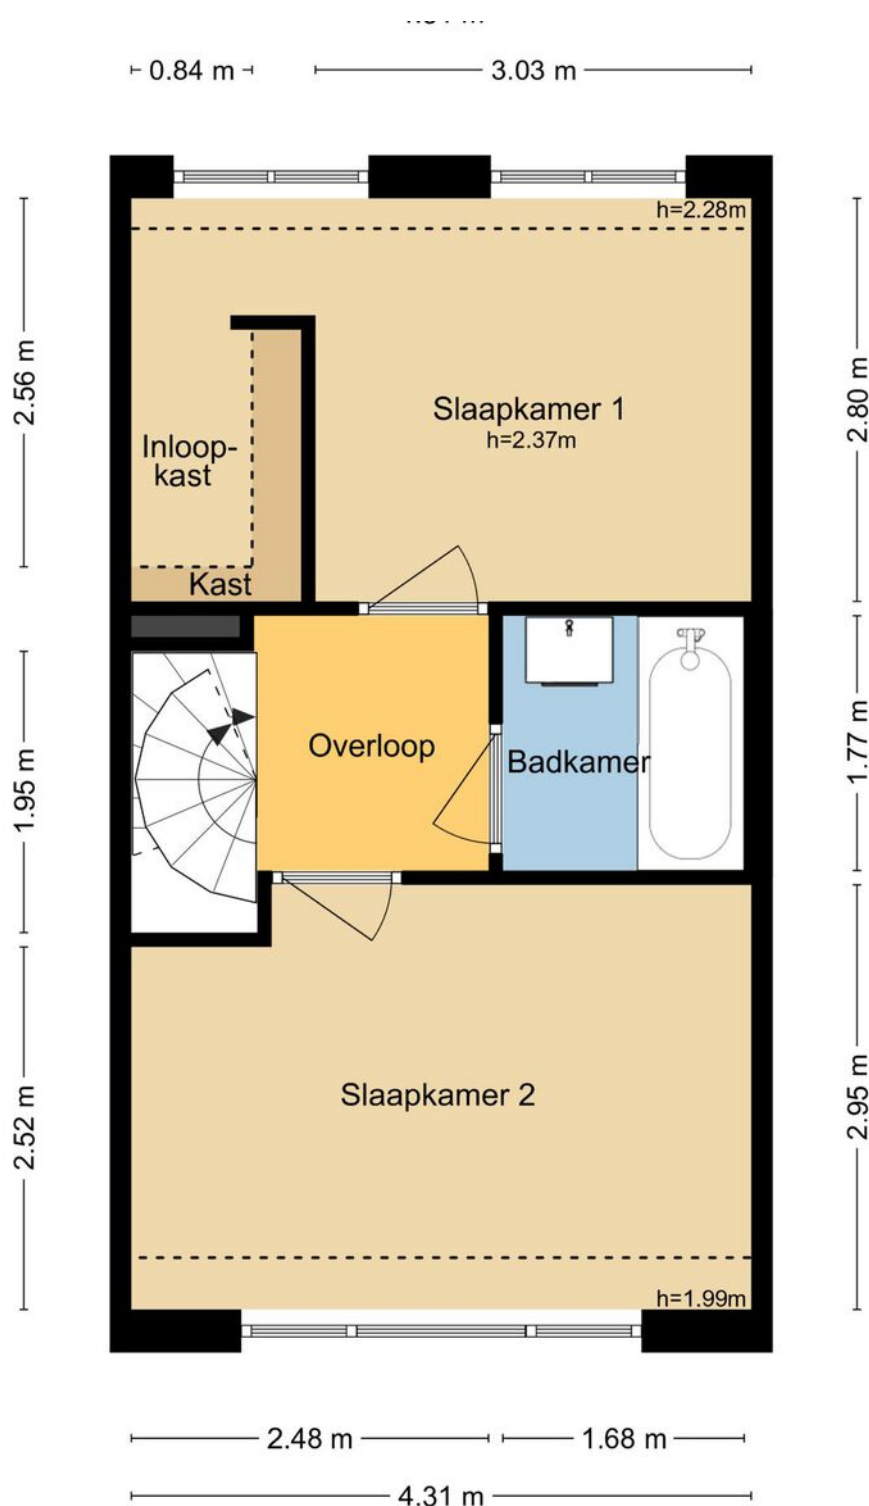 0.84 m
3.03 m
h=2.28m
2.56 m
2.80 m
Slaapkamer 1
h=2.37m
Inloop-
kast
Kast
1.95 m
1.77 m
Overloop
Badkamer
2.52 m
2.95 m
Slaapkamer 2
h=1.99m
2.48 m
1.68 m
4.31 m